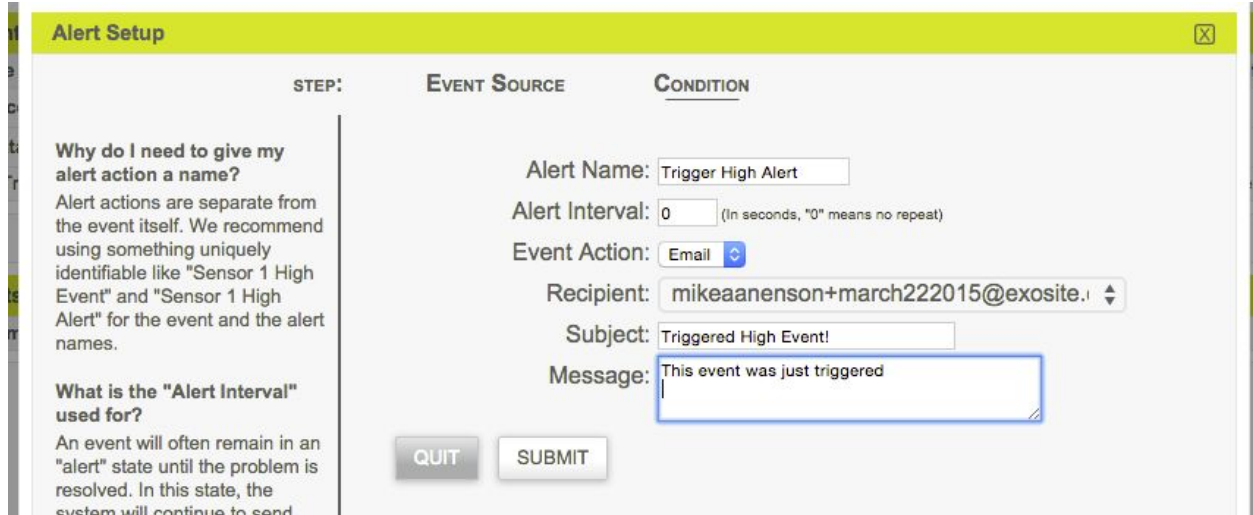 Alert Setup
X
STEP: EVENT SOURCE CONDITION
Why do I need to give my
alert action a name?
Alert actions are separate from
the event itself. We recommend
using something uniquely
identifiable like "Sensor 1 High
Event" and "Sensor 1 High
Alert" for the event and the alert
names.
What is the "Alert Interval"
used for?
An event will often remain in an
"alert" state until the problem is
resolved. In this state, the
system will continue to send
Alert Name: Trigger High Alert
Alert Interval: 0 (In seconds, "0" means no repeat)
Event Action: Email
Recipient: mikeaanenson+march222015@exosite.
Subject: Triggered High Event!
Message: This event was just triggered
QUIT SUBMIT